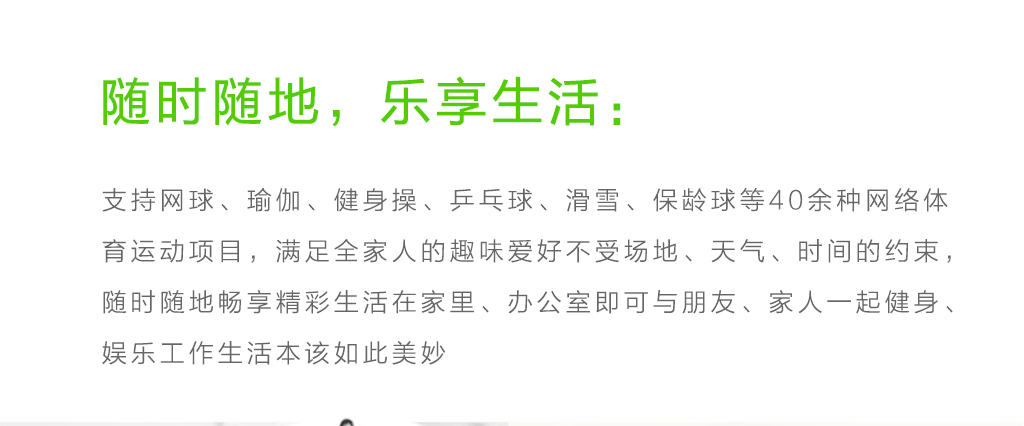 随时随地，乐享生活：
支持网球、瑜伽、健身操、乒乓球、滑雪、保龄球等40余种网络体
育运动项目，满足全家人的趣味爱好不受场地、天气、时间的约束，
随时随地畅享精彩生活在家里、办公室即可与朋友、家人一起健身、
娱乐工作生活本该如此美妙